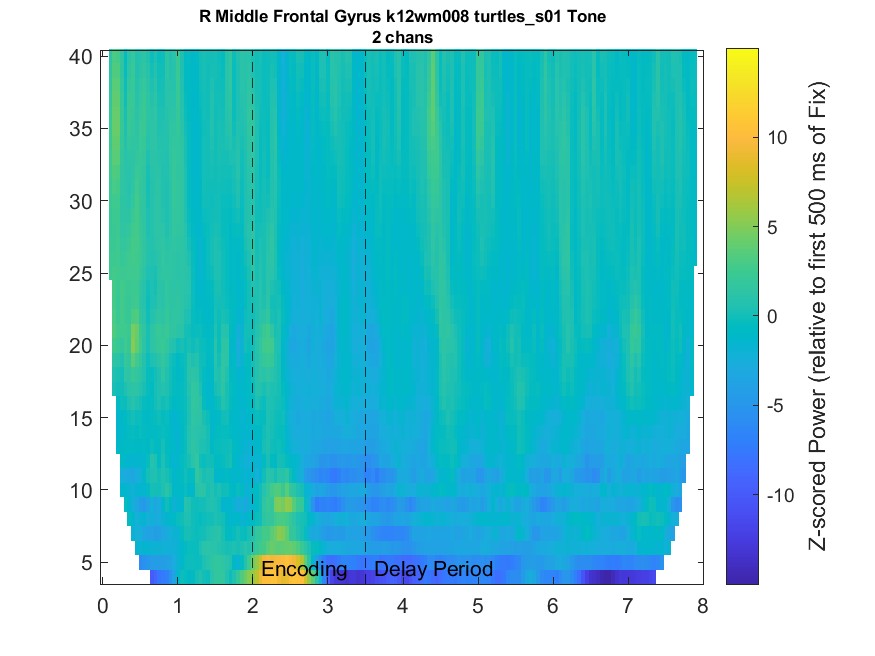 R Middle Frontal Gyrus k12wm008 turtles_s01 Tone
2 chans
40
35
30
25
20
15
10
5
Encoding
Delay Period
0 1 2 3 4 5 6 7 8
10
5
0
-5
-10
Z-scored Power (relative to first 500 ms of Fix)